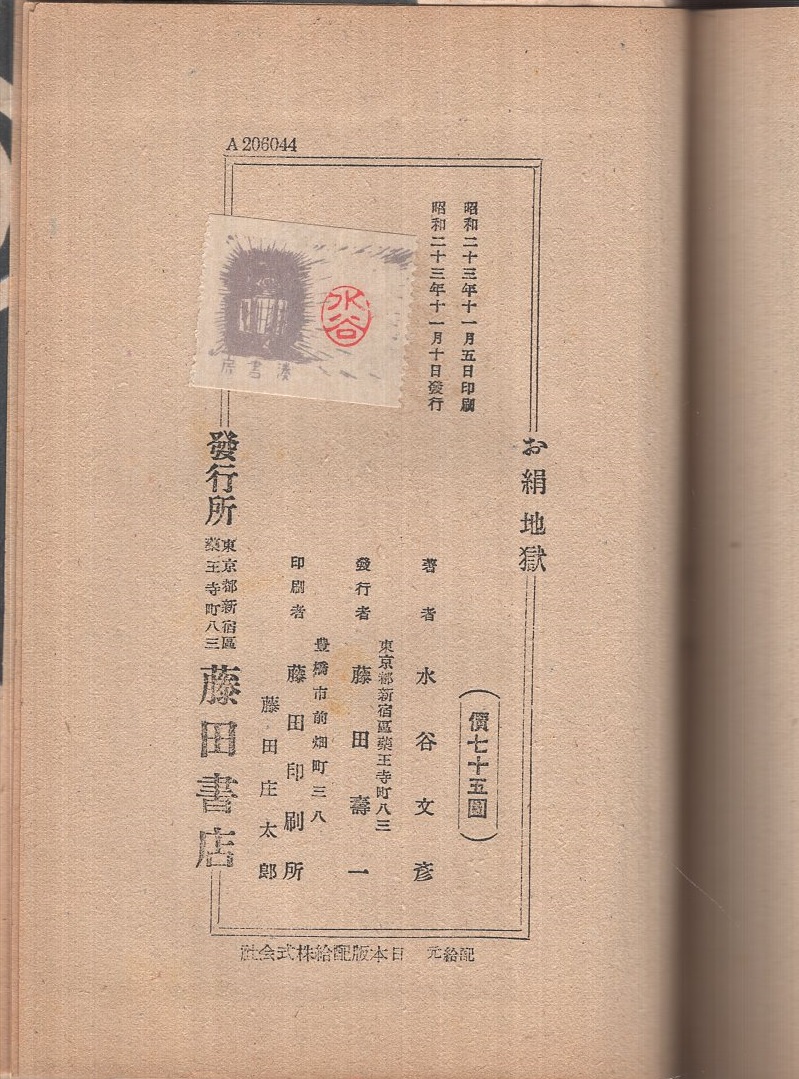 A206044
お絹地獄
昭和二十三年十一月五日印刷
昭和二十三年十一月十日發行
（價七十五圓）
著者 水谷文彦
東京都新宿區藥王寺町八三
發行者 藤田壽一
豊橋市前畑町三八
印刷者 藤田印刷所
藤田庄太郎
發行所
東京都新宿區
藥王寺町八三
藤田書店
水谷
湊書房
配給元 日本出版配給株式会社